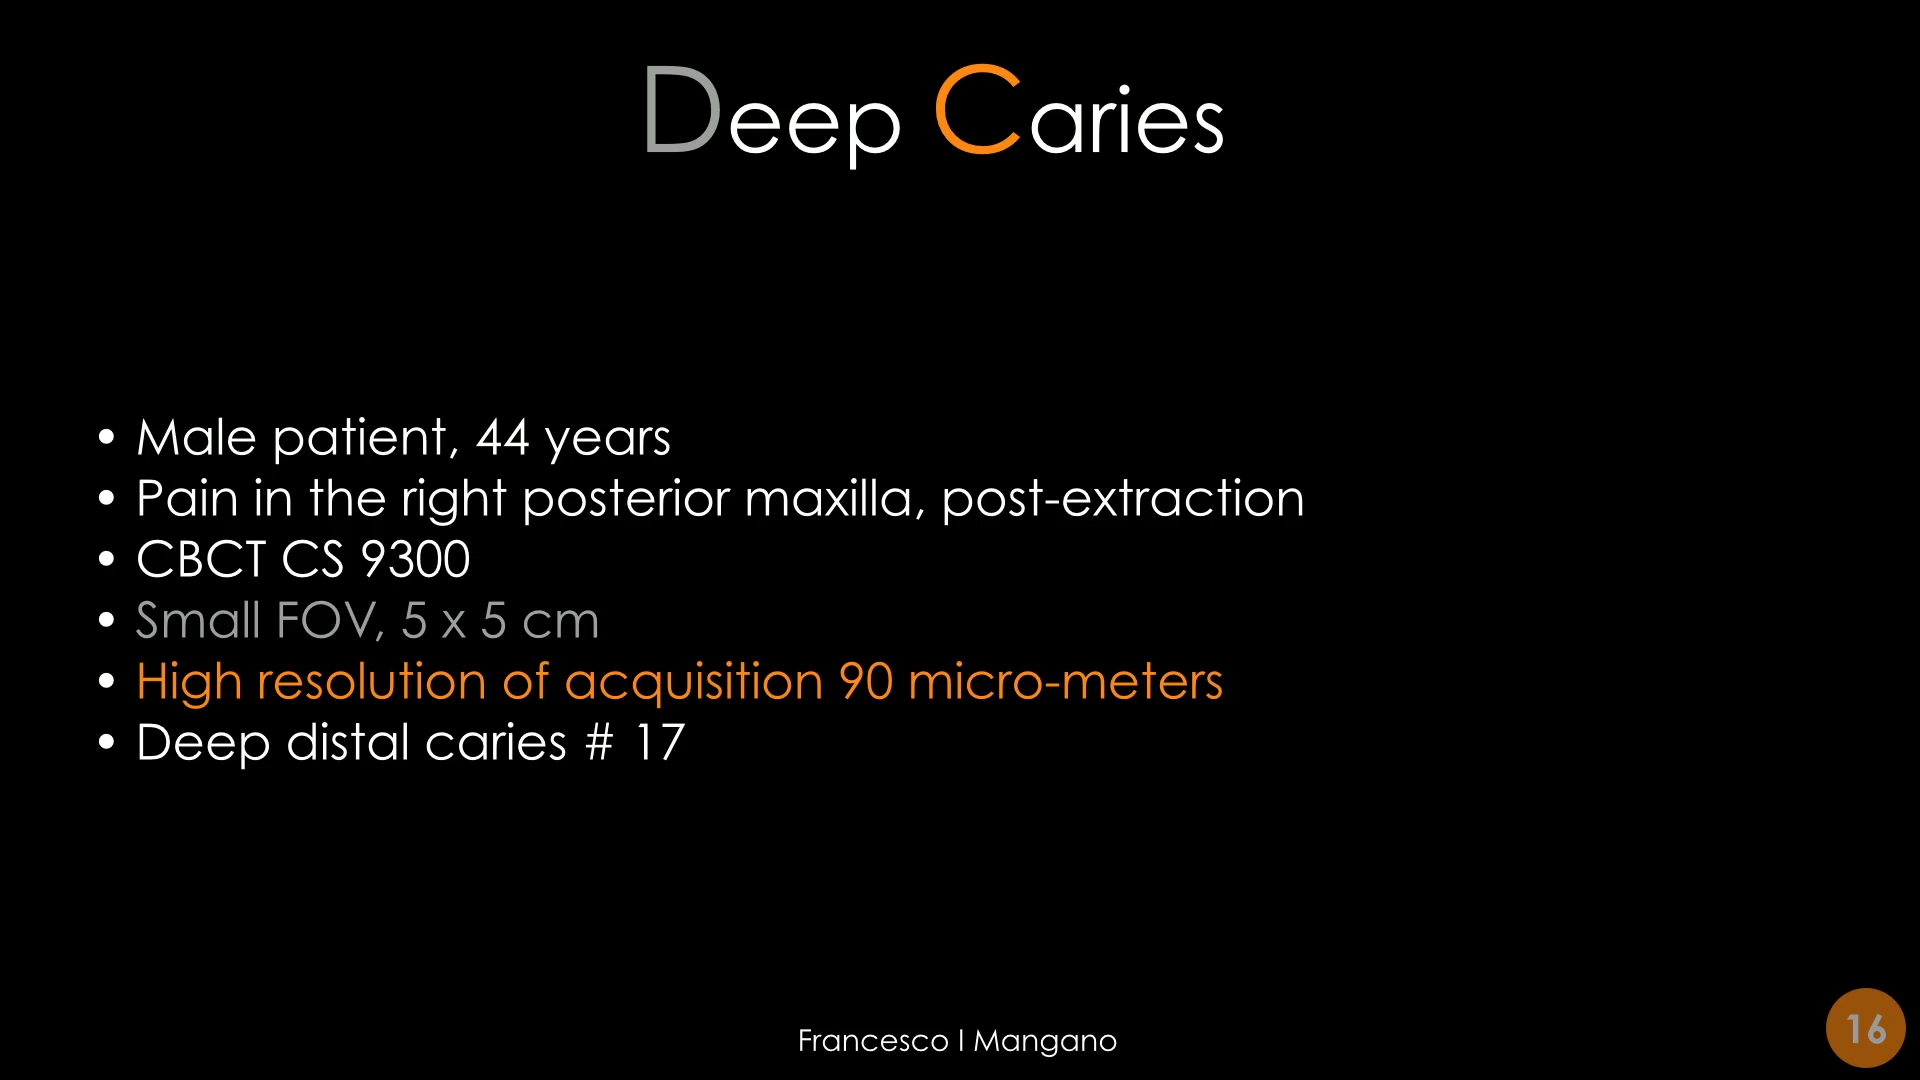 Deep Caries
• Male patient, 44 years
• Pain in the right posterior maxilla, post-extraction
• CBCT CS 9300
• Small FOV, 5 x 5 cm
• High resolution of acquisition 90 micro-meters
• Deep distal caries # 17
Francesco I Mangano
16